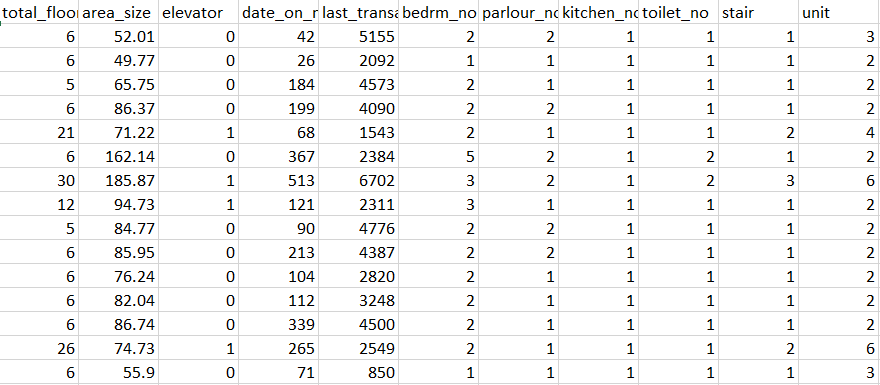 total_floor area_size elevator date_on_r last_transa bedrm_no parlour_no kitchen_no toilet_no stair unit
6 52.01 0 42 5155 2 2 1 1 1 3
6 49.77 0 26 2092 1 1 1 1 1 2
5 65.75 0 184 4573 2 1 1 1 1 2
6 86.37 0 199 4090 2 2 1 1 1 2
21 71.22 1 68 1543 2 1 1 1 2 4
6 162.14 0 367 2384 5 2 1 2 1 2
30 185.87 1 513 6702 3 2 1 2 3 6
12 94.73 1 121 2311 3 1 1 1 1 2
5 84.77 0 90 4776 2 2 1 1 1 2
6 85.95 0 213 4387 2 2 1 1 1 2
6 76.24 0 104 2820 2 1 1 1 1 2
6 82.04 0 112 3248 2 1 1 1 1 2
6 86.74 0 339 4500 2 1 1 1 1 2
26 74.73 1 265 2549 2 1 1 1 2 6
6 55.9 0 71 850 1 1 1 1 1 3